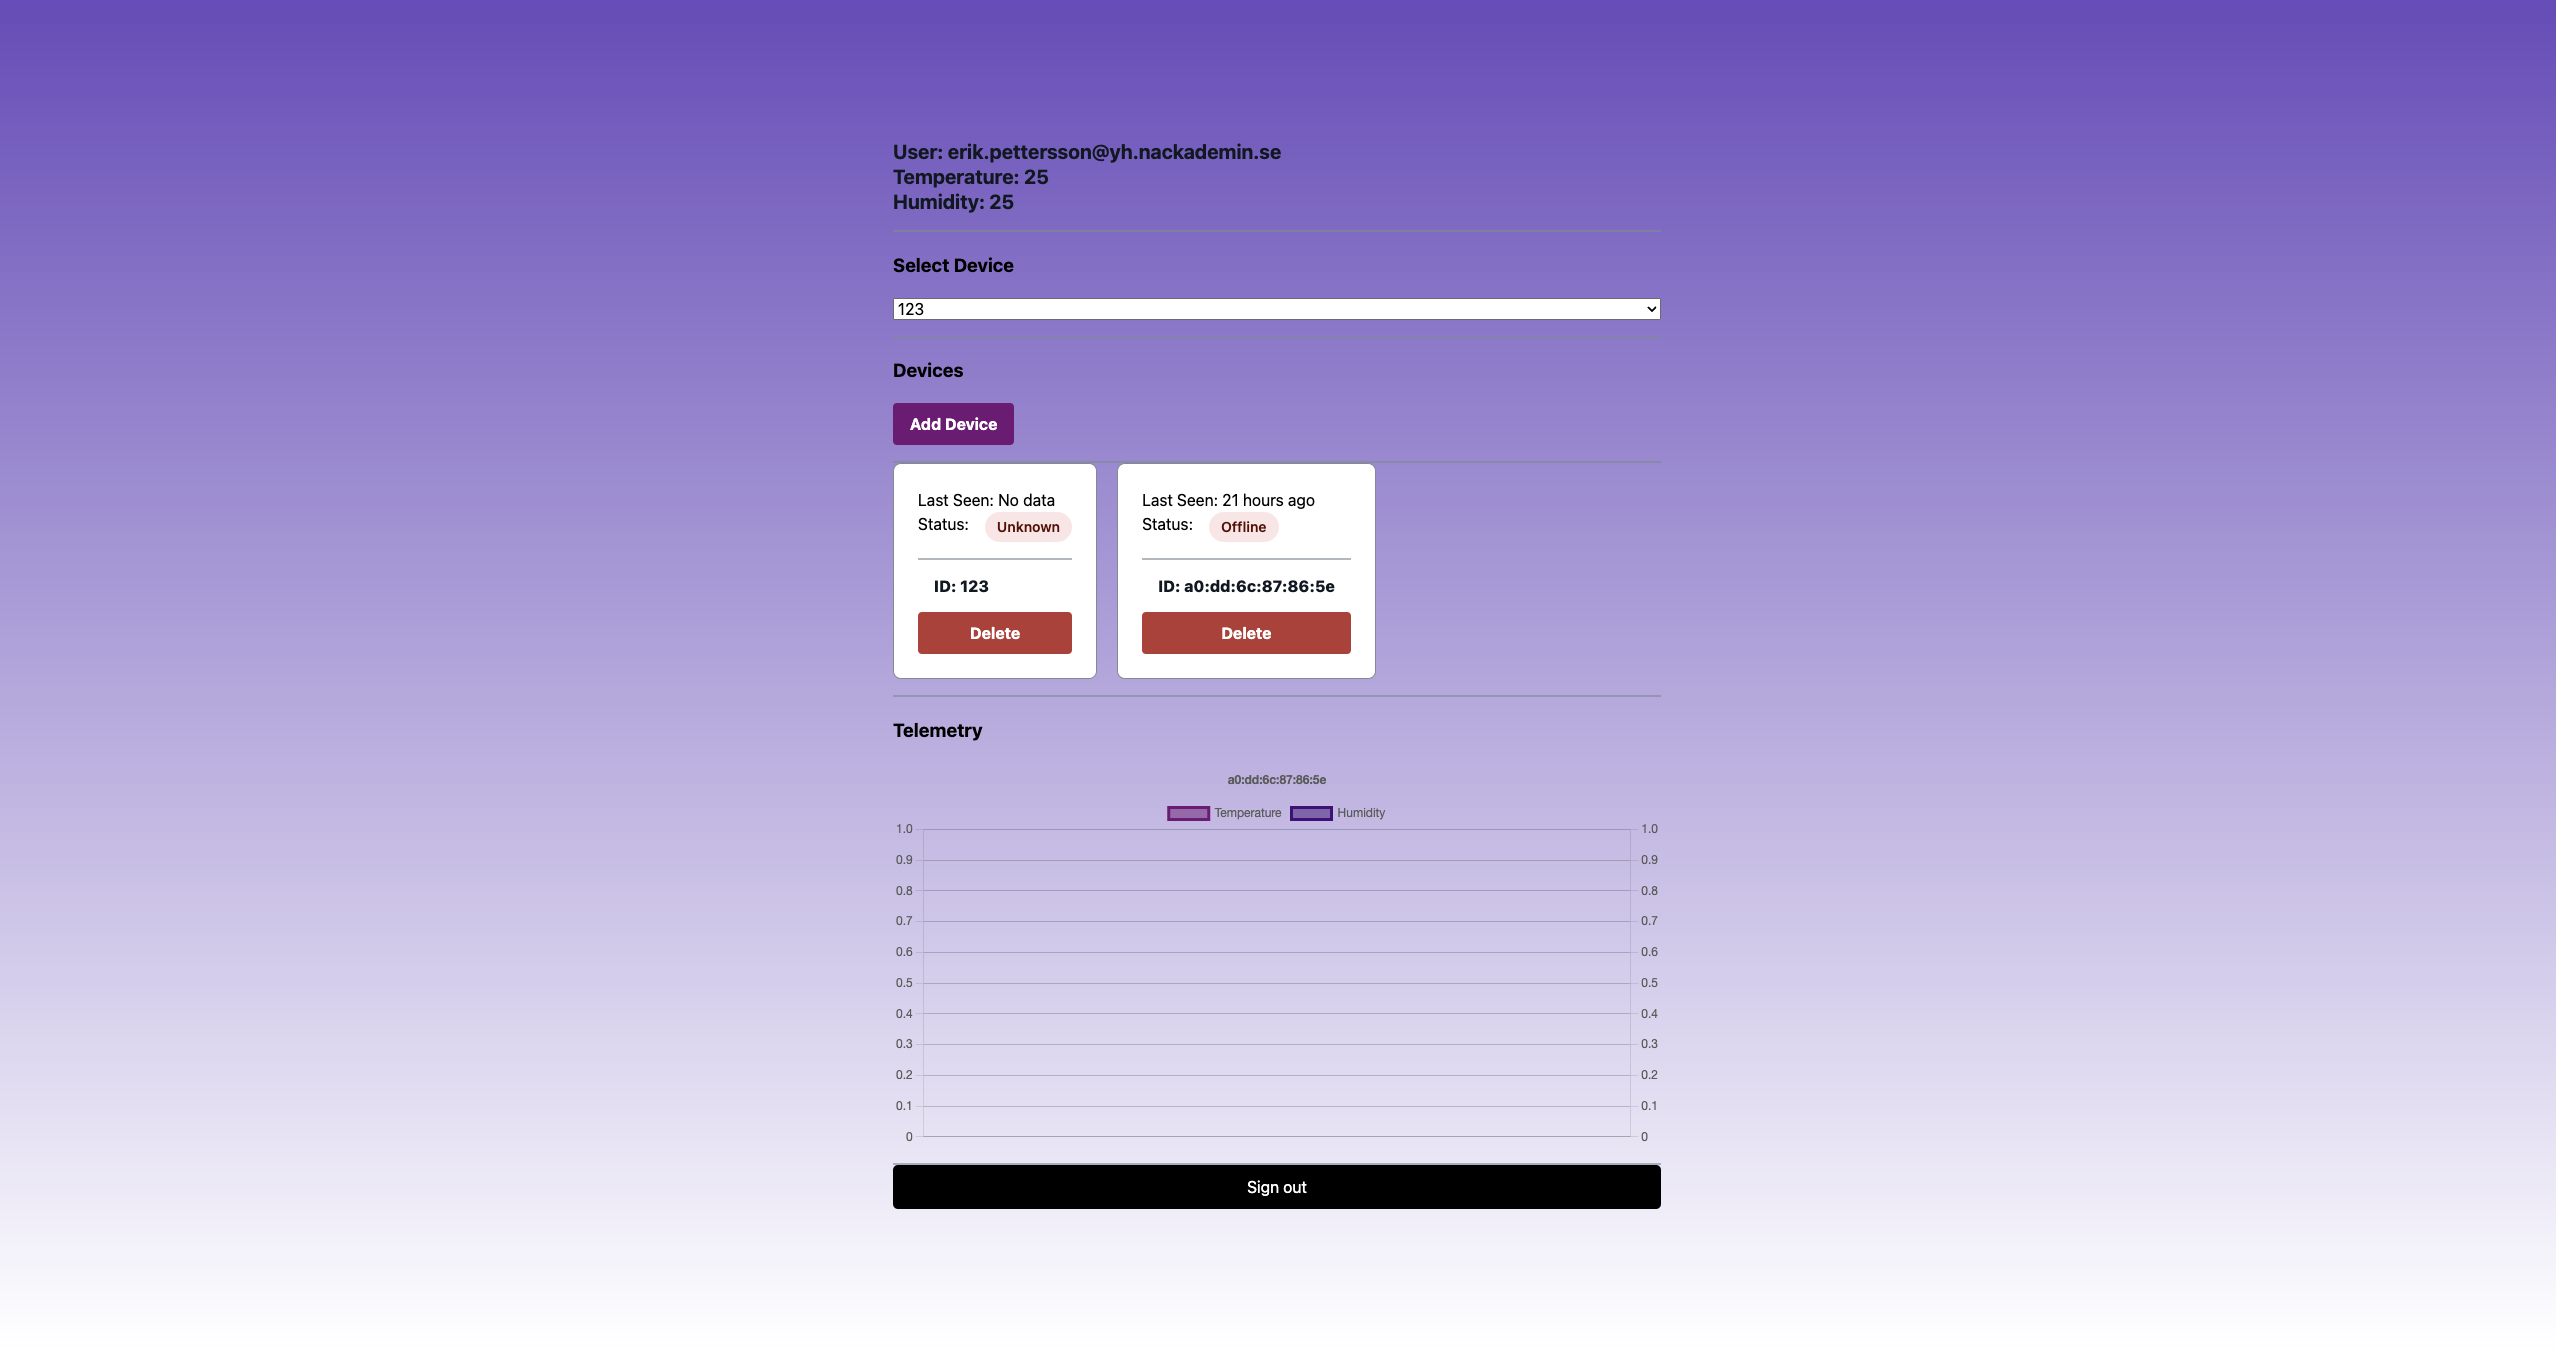 User: erik.pettersson@yh.nackademin.se
Temperature: 25
Humidity: 25
Select Device
123
Devices
Add Device
Last Seen: No data
Status: Unknown
ID: 123
Delete
Last Seen: 21 hours ago
Status: Offline
ID: a0:dd:6c:87:86:5e
Delete
Telemetry
a0:dd:6c:87:86:5e
Temperature Humidity
1.0 1.0
0.9 0.9
0.8 0.8
0.7 0.7
0.6 0.6
0.5 0.5
0.4 0.4
0.3 0.3
0.2 0.2
0.1 0.1
0 0
Sign out